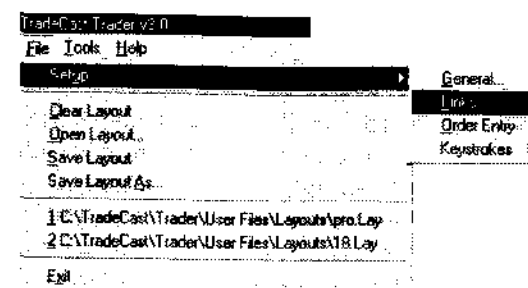 TradeCast Trader v3.0
File Tools Help
Setup
Clear Layout
Open Layout...
Save Layout
Save Layout As...
1 C:\TradeCast\Trader\User Files\Layouts\pro.Lay
2 C:\TradeCast\Trader\User Files\Layouts\18.Lay
Exit
General...
Links
Order Entry
Keystrokes